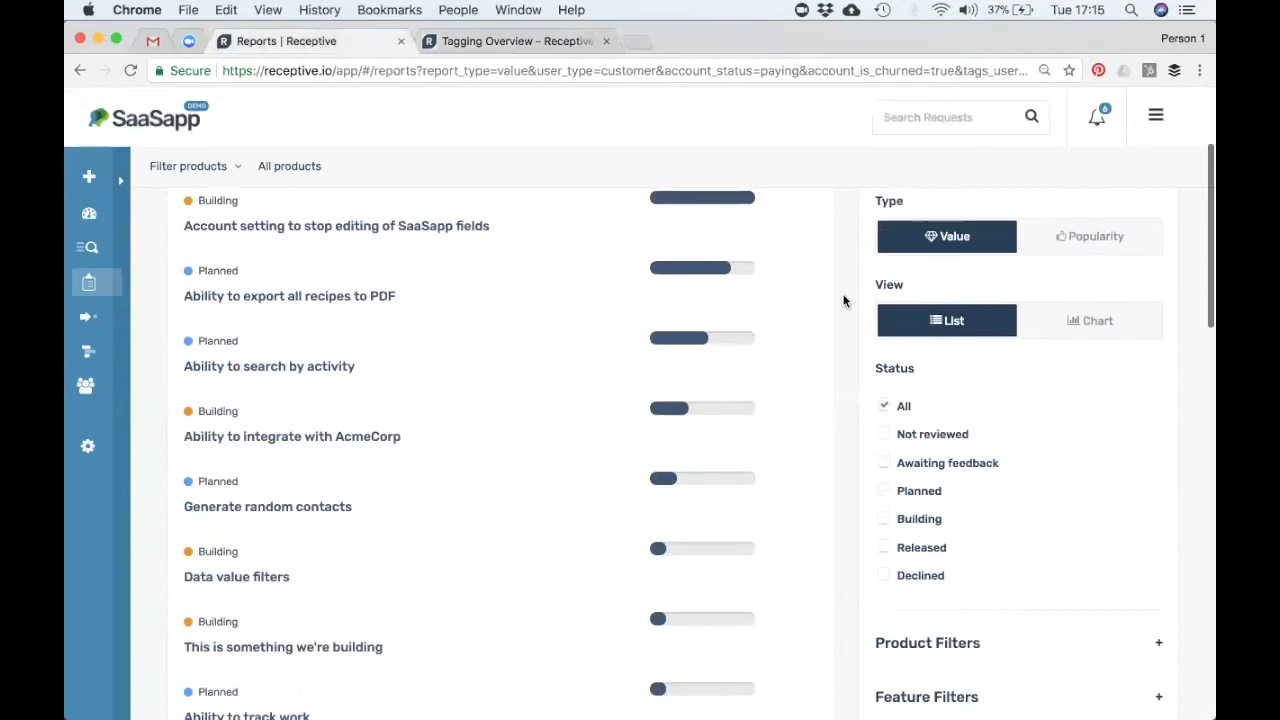 Chrome File Edit View History Bookmarks People Window Help 37% Tue 17:15
Reports | Receptive Tagging Overview – Receptive Person 1
Secure https://receptive.io/app/#/reports?report_type=value&user_type=customer&account_status=paying&account_is_churned=true&tags_user...
SaaSapp DEMO Search Requests 6
Filter products All products
Building
Account setting to stop editing of SaaSapp fields
Planned
Ability to export all recipes to PDF
Planned
Ability to search by activity
Building
Ability to integrate with AcmeCorp
Planned
Generate random contacts
Building
Data value filters
Building
This is something we're building
Planned
Ability to track work
Type
Value Popularity
View
List Chart
Status
All
Not reviewed
Awaiting feedback
Planned
Building
Released
Declined
Product Filters +
Feature Filters +